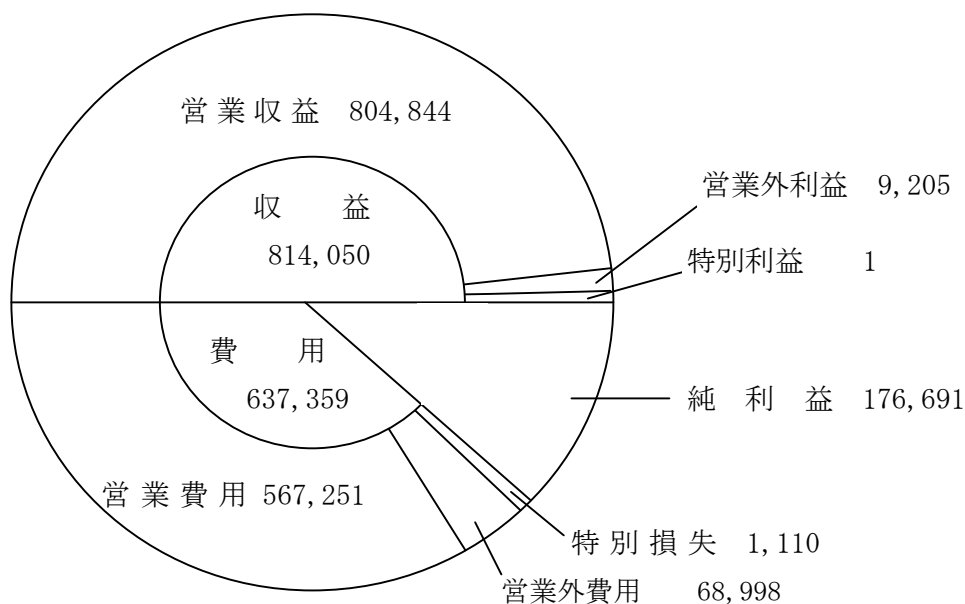 営業収益 804,844
営業外利益 9,205
収益
814,050
特別利益 1
費用
637,359
純利益 176,691
営業費用 567,251
特別損失 1,110
営業外費用 68,998